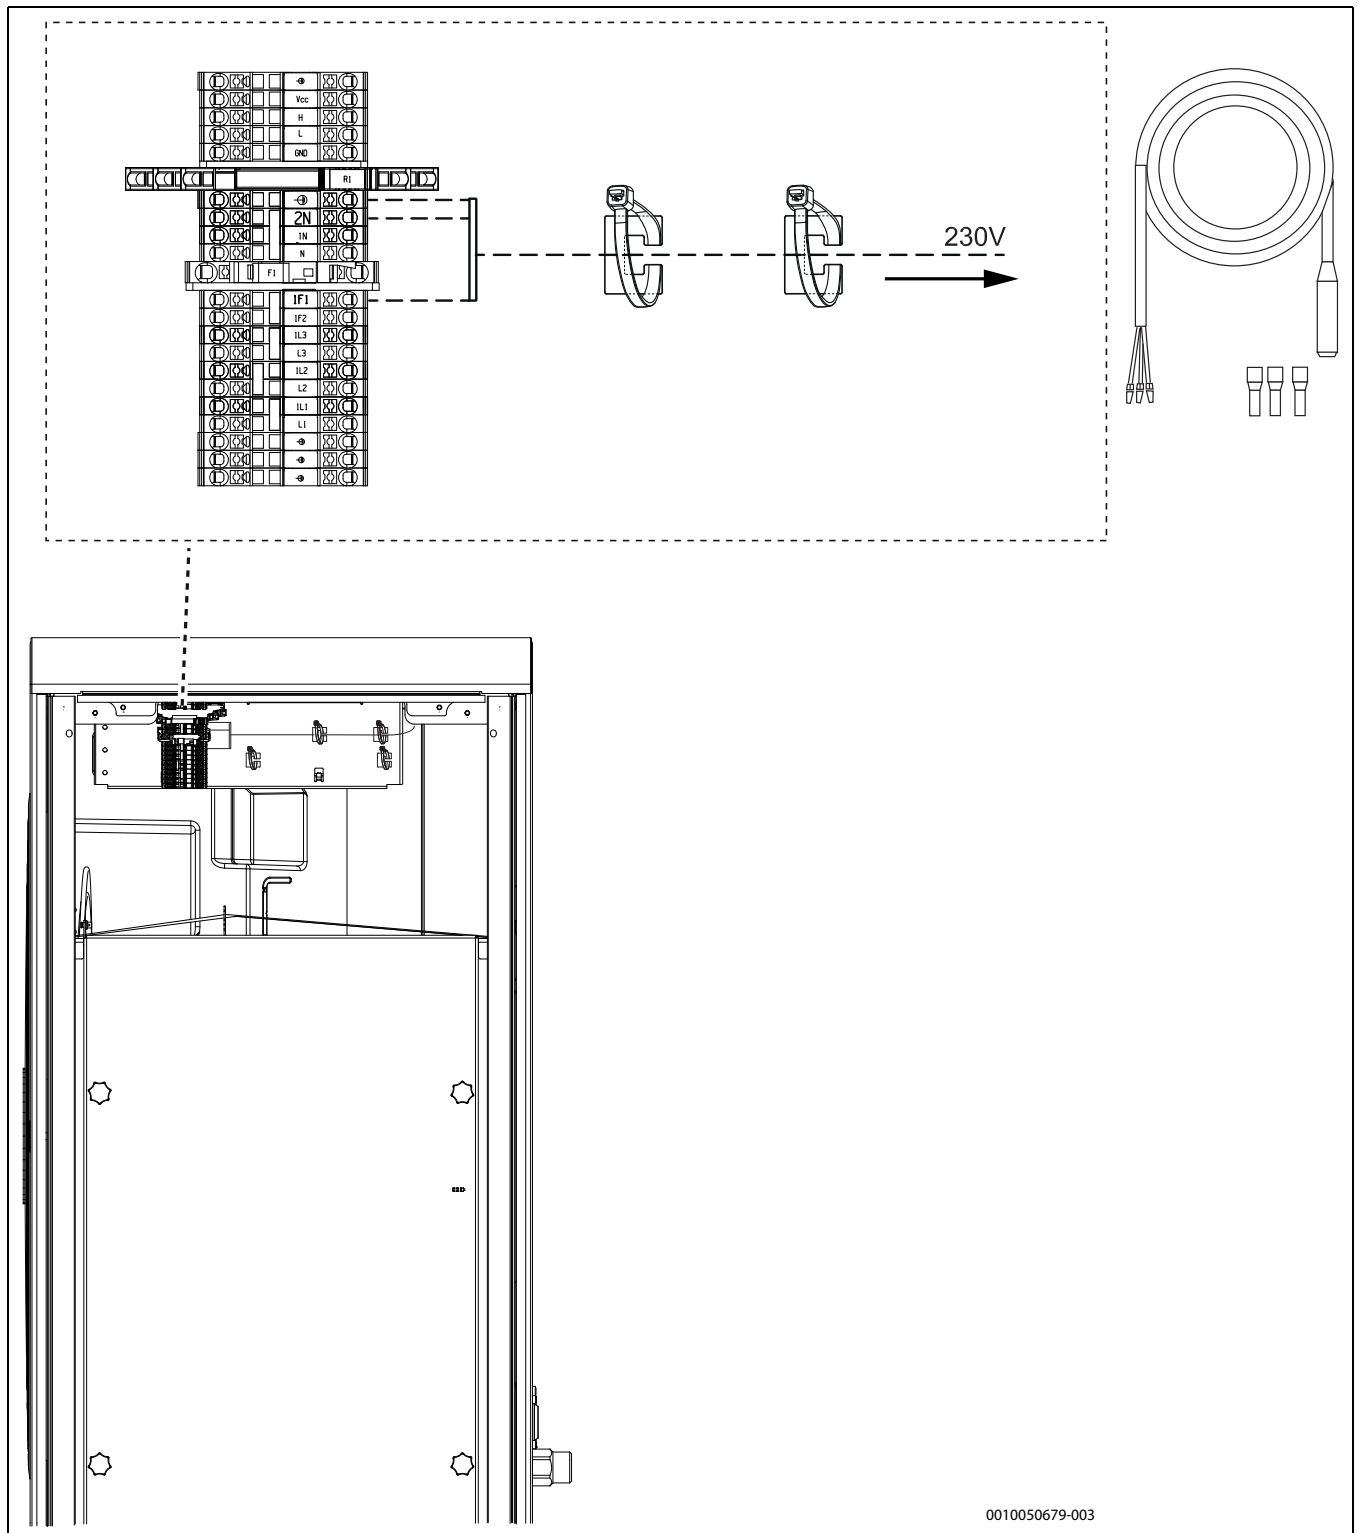 Vcc
H
L
GND
R1
2N
1N
N
230V
F1
1F1
1F2
1L3
L3
1L2
L2
1L1
L1
0010050679-003